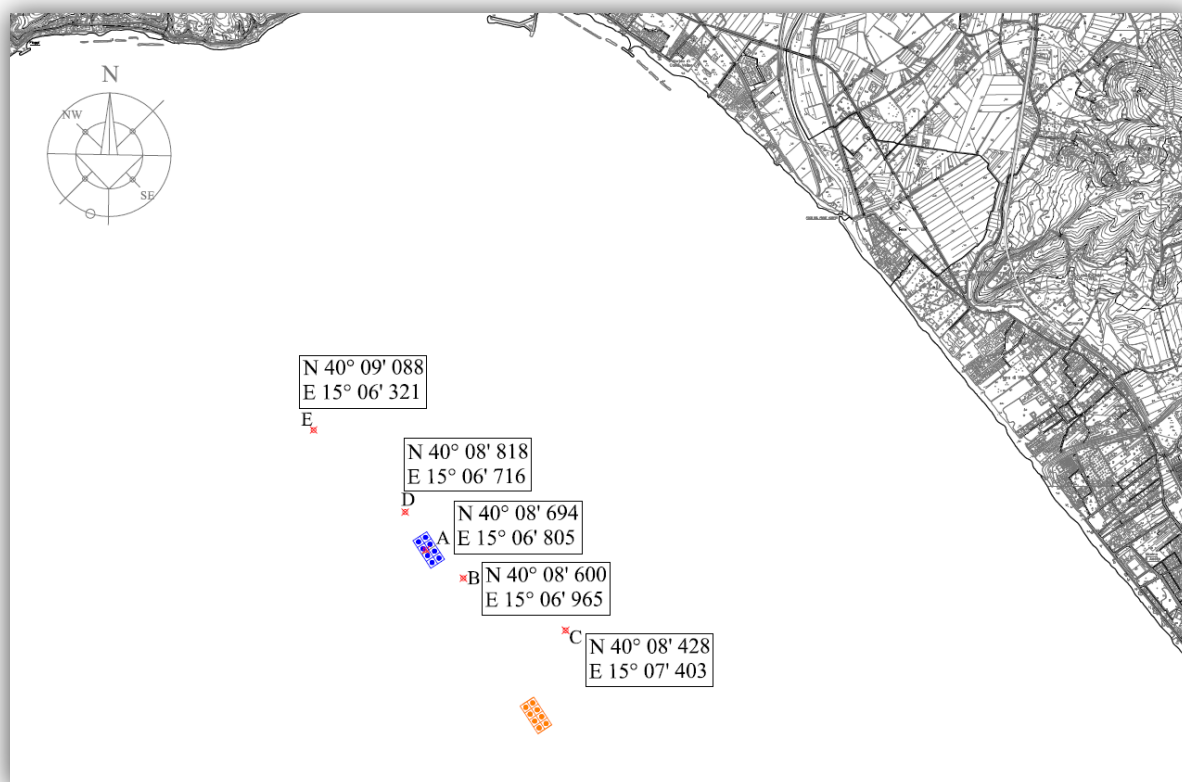 N
NW
SE
N 40° 09' 088
E 15° 06' 321
E
N 40° 08' 818
E 15° 06' 716
D
N 40° 08' 694
E 15° 06' 805
A
N 40° 08' 600
E 15° 06' 965
B
C
N 40° 08' 428
E 15° 07' 403